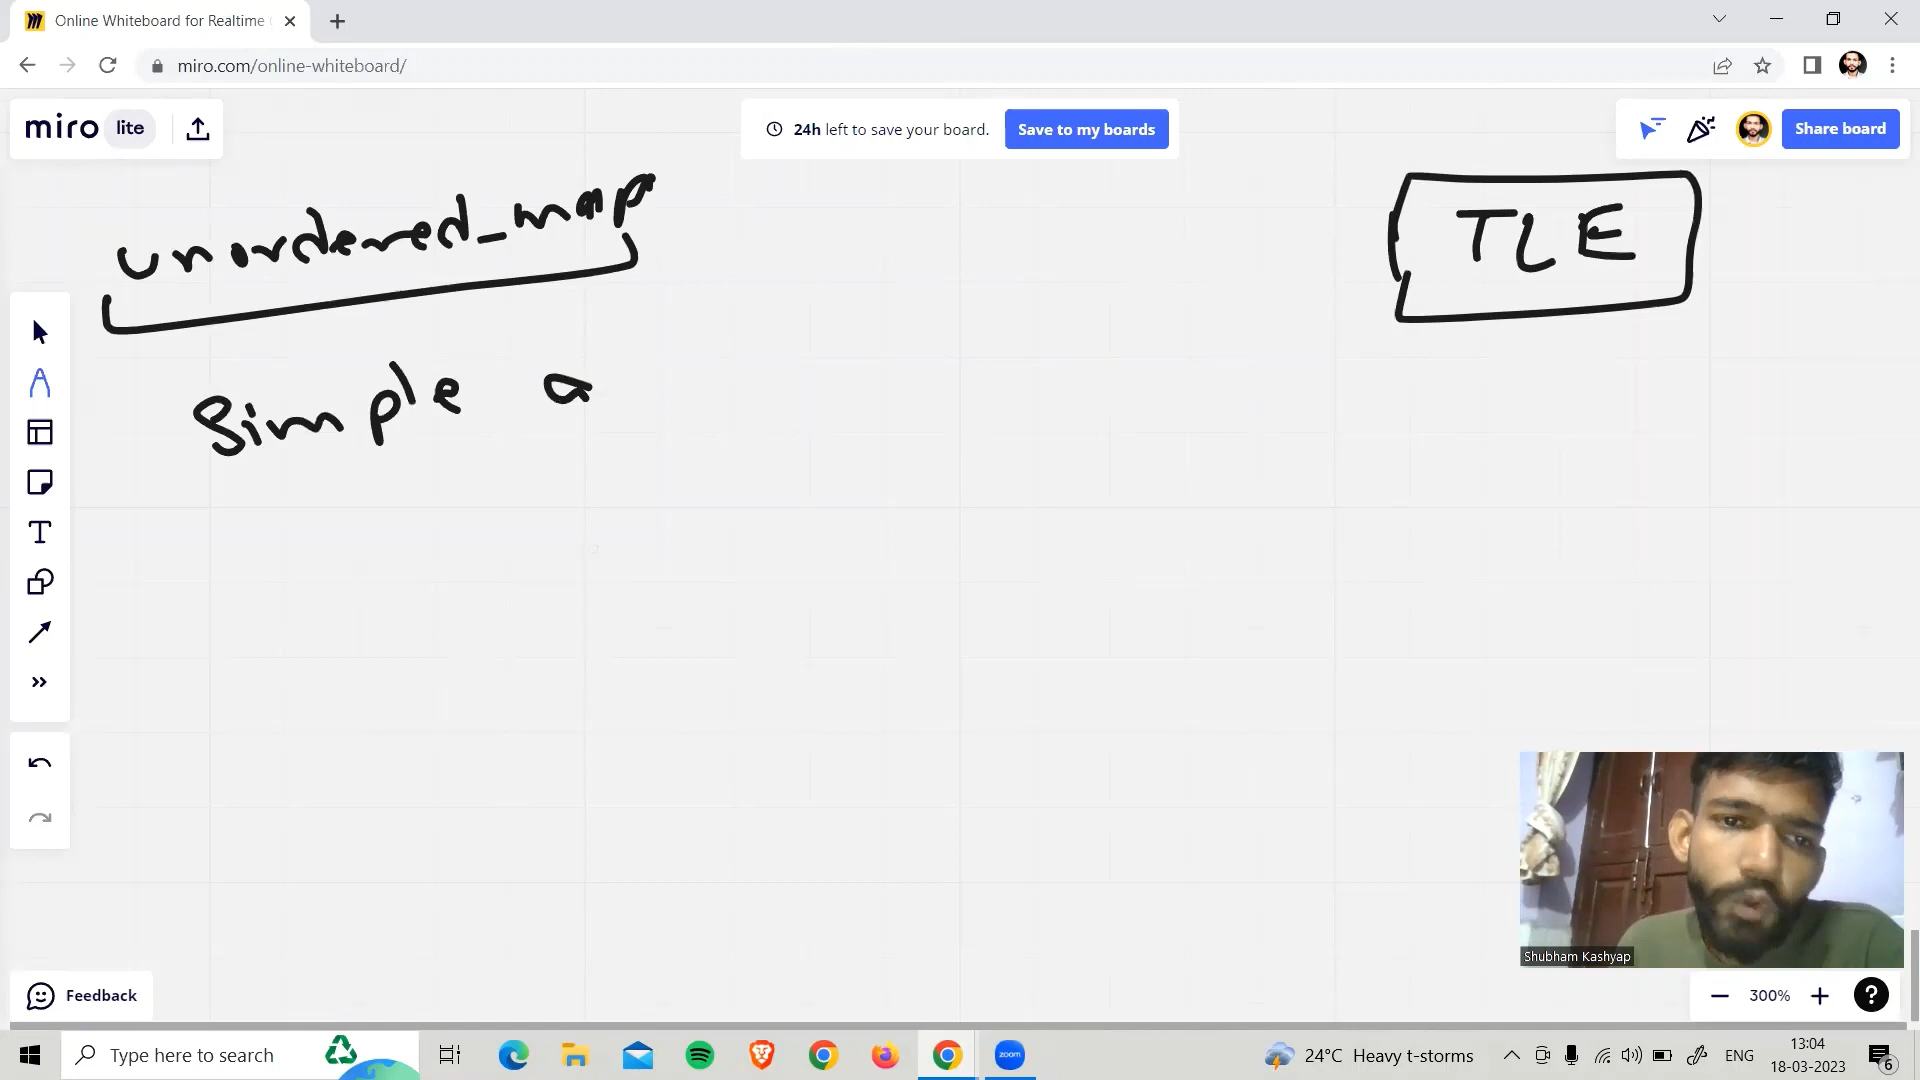 Online Whiteboard for Realtime
miro.com/online-whiteboard/
miro lite
24h left to save your board.
Save to my boards
Share board
unordered_map
TLE
Simple a
Shubham Kashyap
Feedback
300%
Type here to search
zoom
24°C Heavy t-storms
ENG
13:04
18-03-2023
6